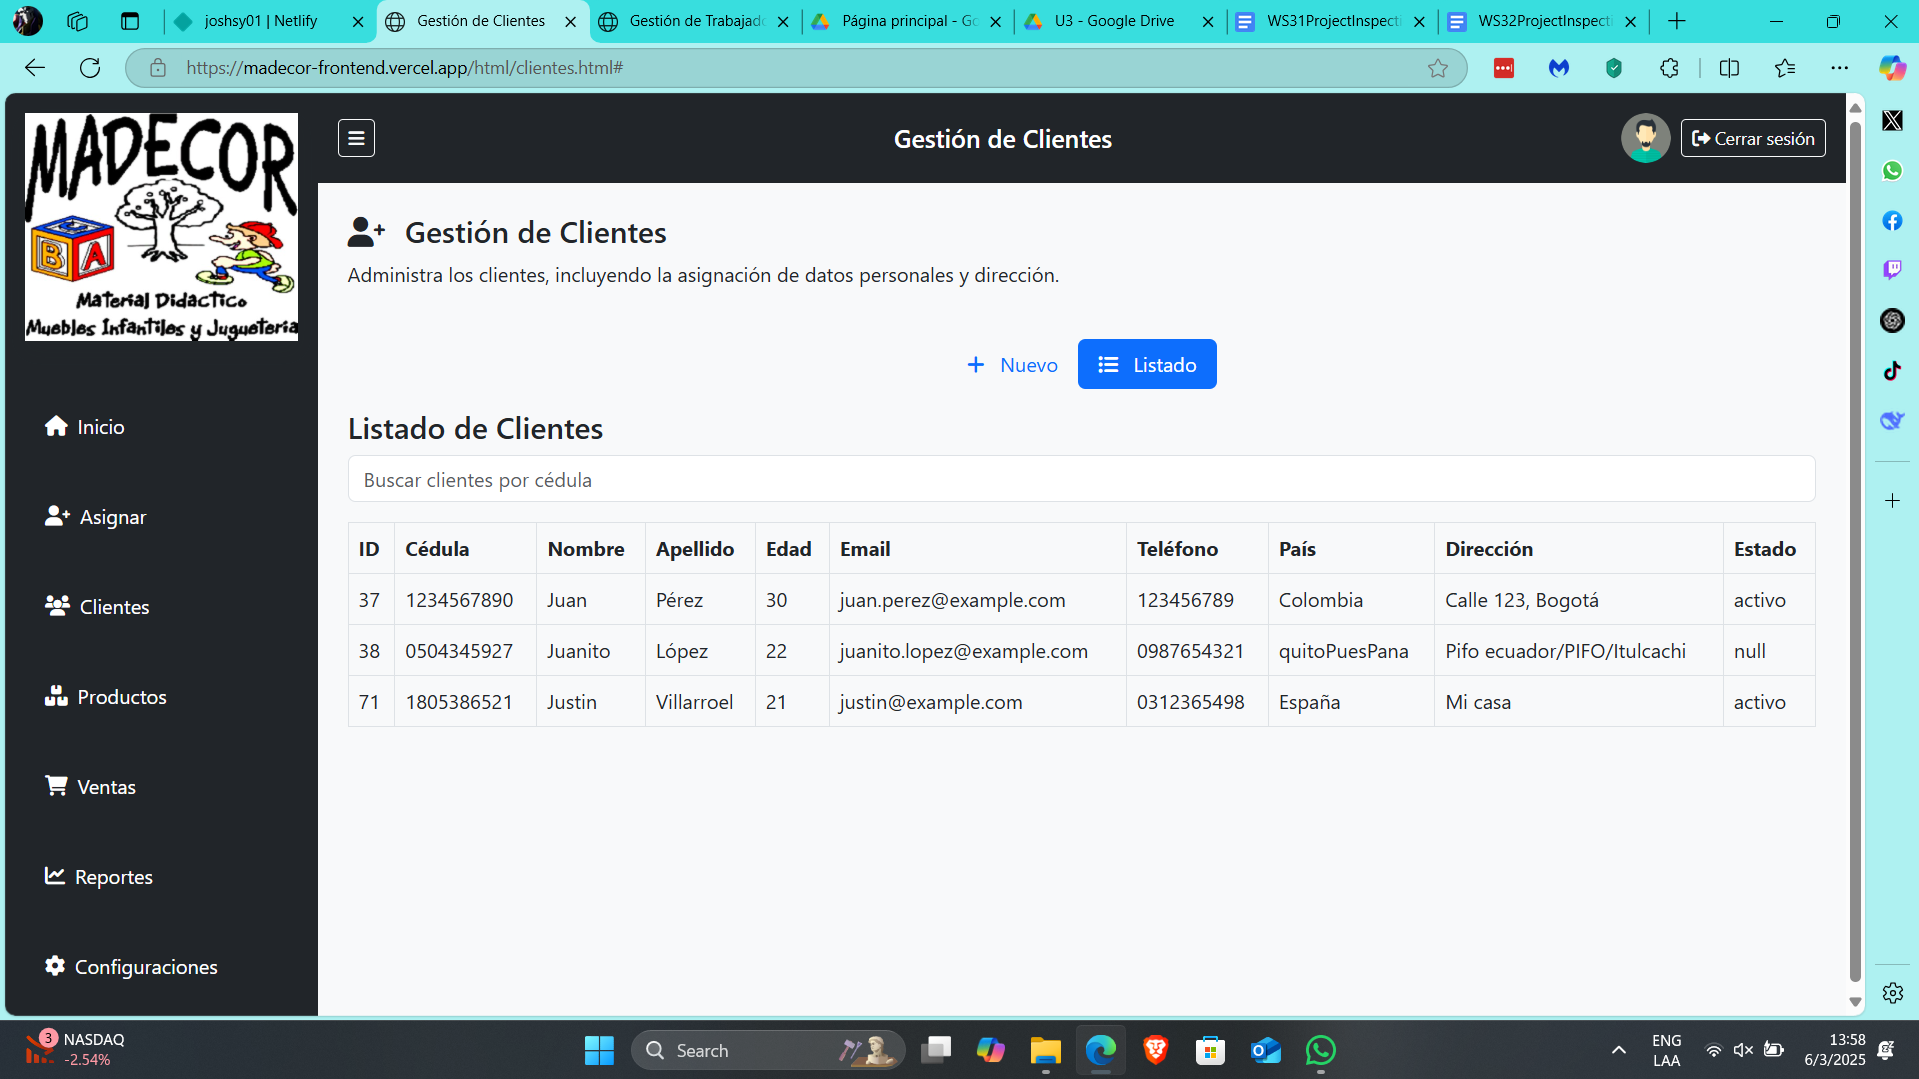 joshsy01 | Netlify
Gestión de Clientes
Gestión de Trabajado
Página principal - Go
U3 - Google Drive
WS31ProjectInspecti
WS32ProjectInspecti
https://madecor-frontend.vercel.app/html/clientes.html#
MADECOR
B C A
Material Didáctico
Muebles Infantiles y Jugueteria
Gestión de Clientes
Cerrar sesión
Inicio
Asignar
Clientes
Productos
Ventas
Reportes
Configuraciones
Gestión de Clientes
Administra los clientes, incluyendo la asignación de datos personales y dirección.
Nuevo
Listado
Listado de Clientes
Buscar clientes por cédula
ID Cédula Nombre Apellido Edad Email Teléfono País Dirección Estado
37 1234567890 Juan Pérez 30 juan.perez@example.com 123456789 Colombia Calle 123, Bogotá activo
38 0504345927 Juanito López 22 juanito.lopez@example.com 0987654321 quitoPuesPana Pifo ecuador/PIFO/Itulcachi null
71 1805386521 Justin Villarroel 21 justin@example.com 0312365498 España Mi casa activo
3
NASDAQ
-2.54%
Search
ENG
LAA
13:58
6/3/2025